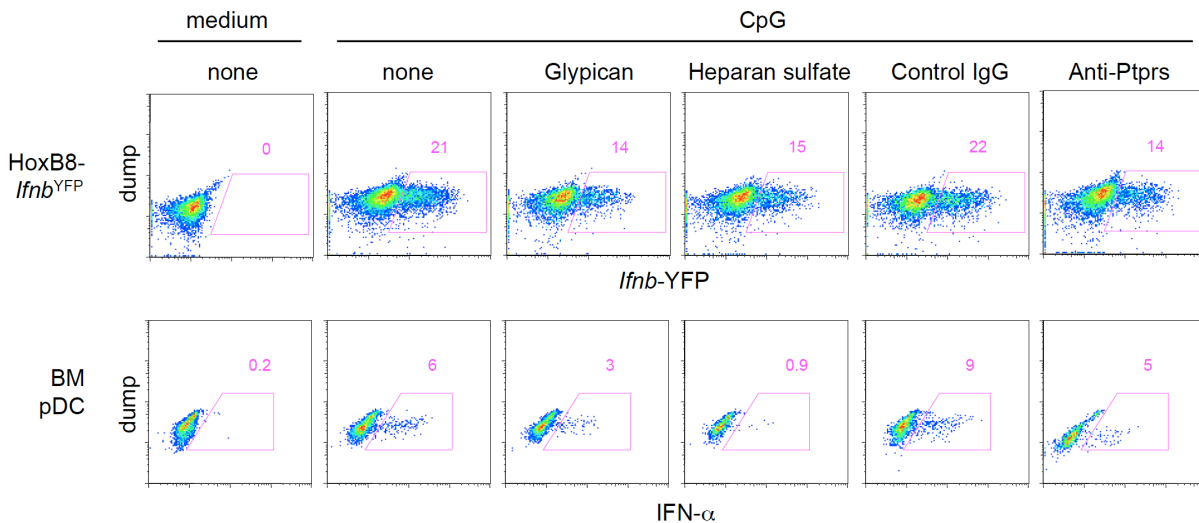 medium CpG
none none Glypican Heparan sulfate Control IgG Anti-Ptprs
HoxB8-
Ifnb^YFP
dump
0 21 14 15 22 14
Ifnb-YFP
BM
pDC
dump
0.2 6 3 0.9 9 5
IFN-α